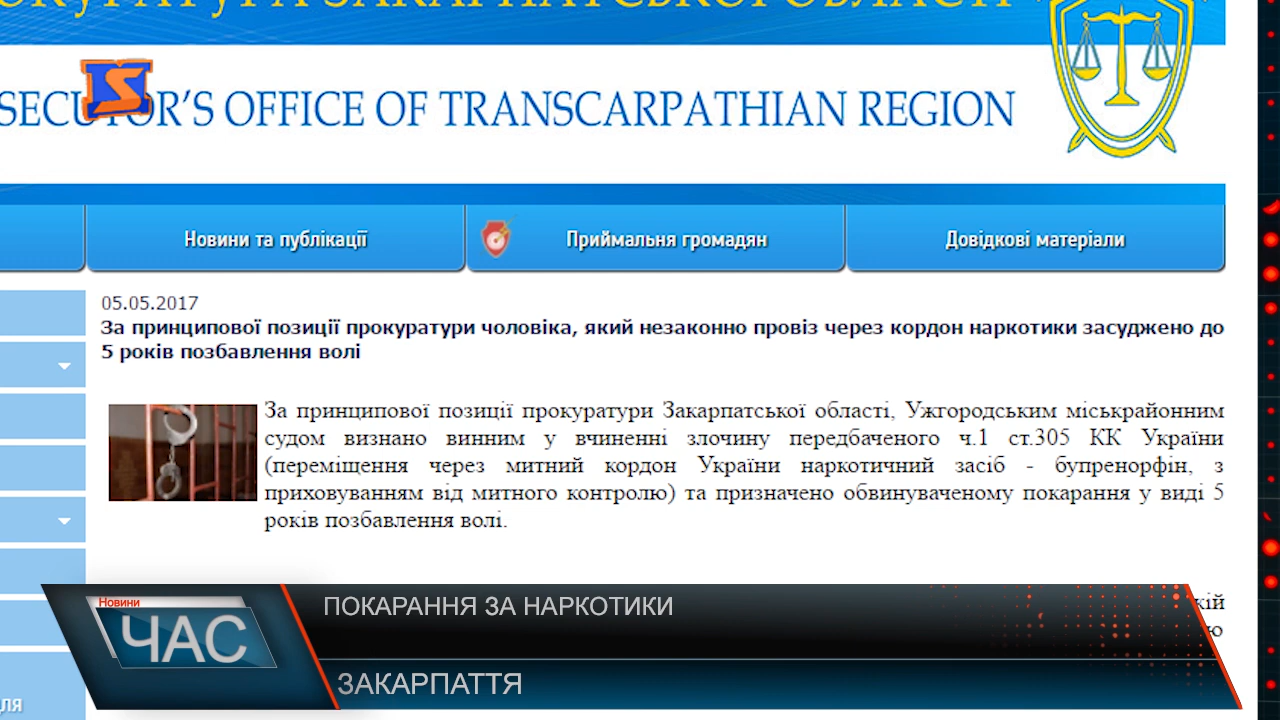 ОКУРАТУРА ЗАКАРПАТСЬКОЇ ОБЛАСТІ
OFFICE OF TRANSCARPATHIAN REGION
Новини та публікації
Приймальня громадян
Довідкові матеріали
05.05.2017
За принципової позиції прокуратури чоловіка, який незаконно провіз через кордон наркотики засуджено до
5 років позбавлення волі
За принципової позиції прокуратури Закарпатської області, Ужгородським міськрайонним
судом визнано винним у вчиненні злочину передбаченого ч.1 ст.305 КК України
(переміщення через митний кордон України наркотичний засіб - бупренорфін, з
приховуванням від митного контролю) та призначено обвинуваченому покарання у виді 5
років позбавлення волі.
Новини
ЧАС
ПОКАРАННЯ ЗА НАРКОТИКИ
ЗАКАРПАТТЯ